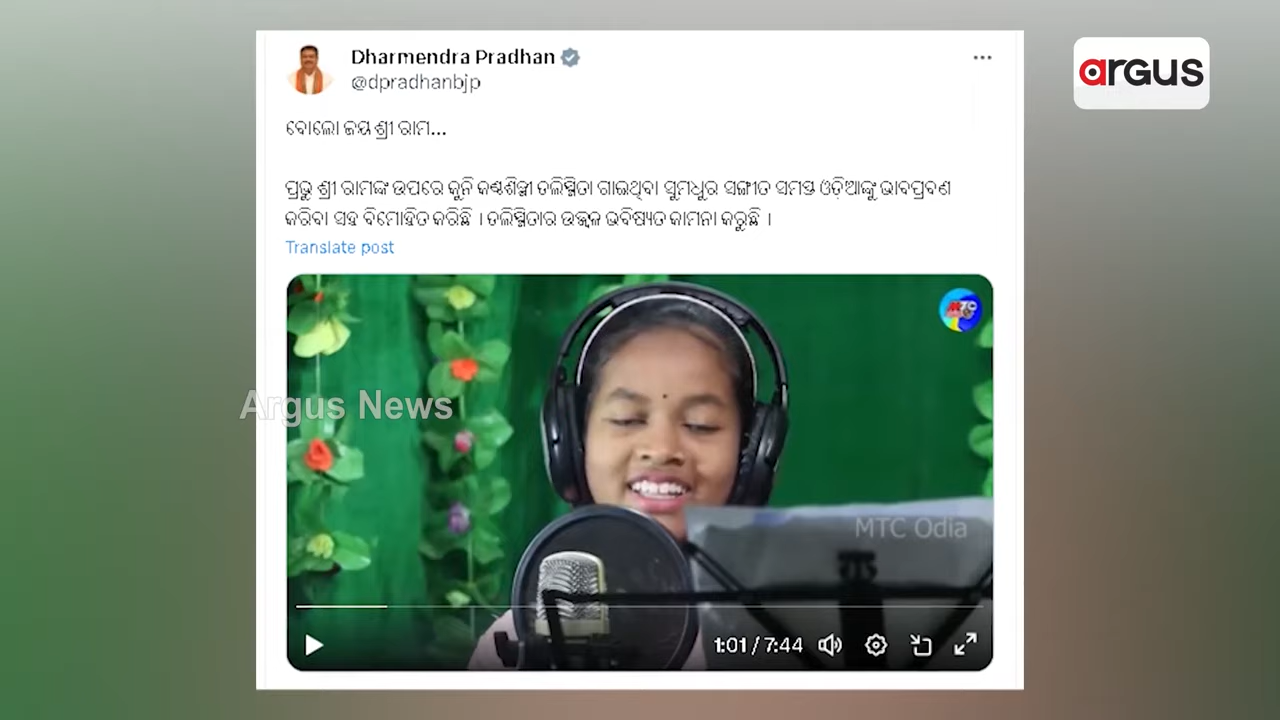 Dharmendra Pradhan
@dpradhanbjp
argus
ବୋଲୋ ଜୟ ଶ୍ରୀ ରାମ...
ପ୍ରଭୁ ଶ୍ରୀ ରାମଙ୍କ ଉପରେ କୁନି କଣ୍ଠଶିଳ୍ପୀ ତଲିସ୍ମିତା ଗାଇଥିବା ସୁମଧୁର ସଙ୍ଗୀତ ସମସ୍ତ ଓଡ଼ିଆଙ୍କୁ ଭାବପ୍ରବଣ
କରିବା ସହ ବିମୋହିତ କରିଛି । ତଲିସ୍ମିତାର ଉଜ୍ଜ୍ୱଳ ଭବିଷ୍ୟତ କାମନା କରୁଛି ।
Translate post
Argus News
MTC Odia
1:01 / 7:44